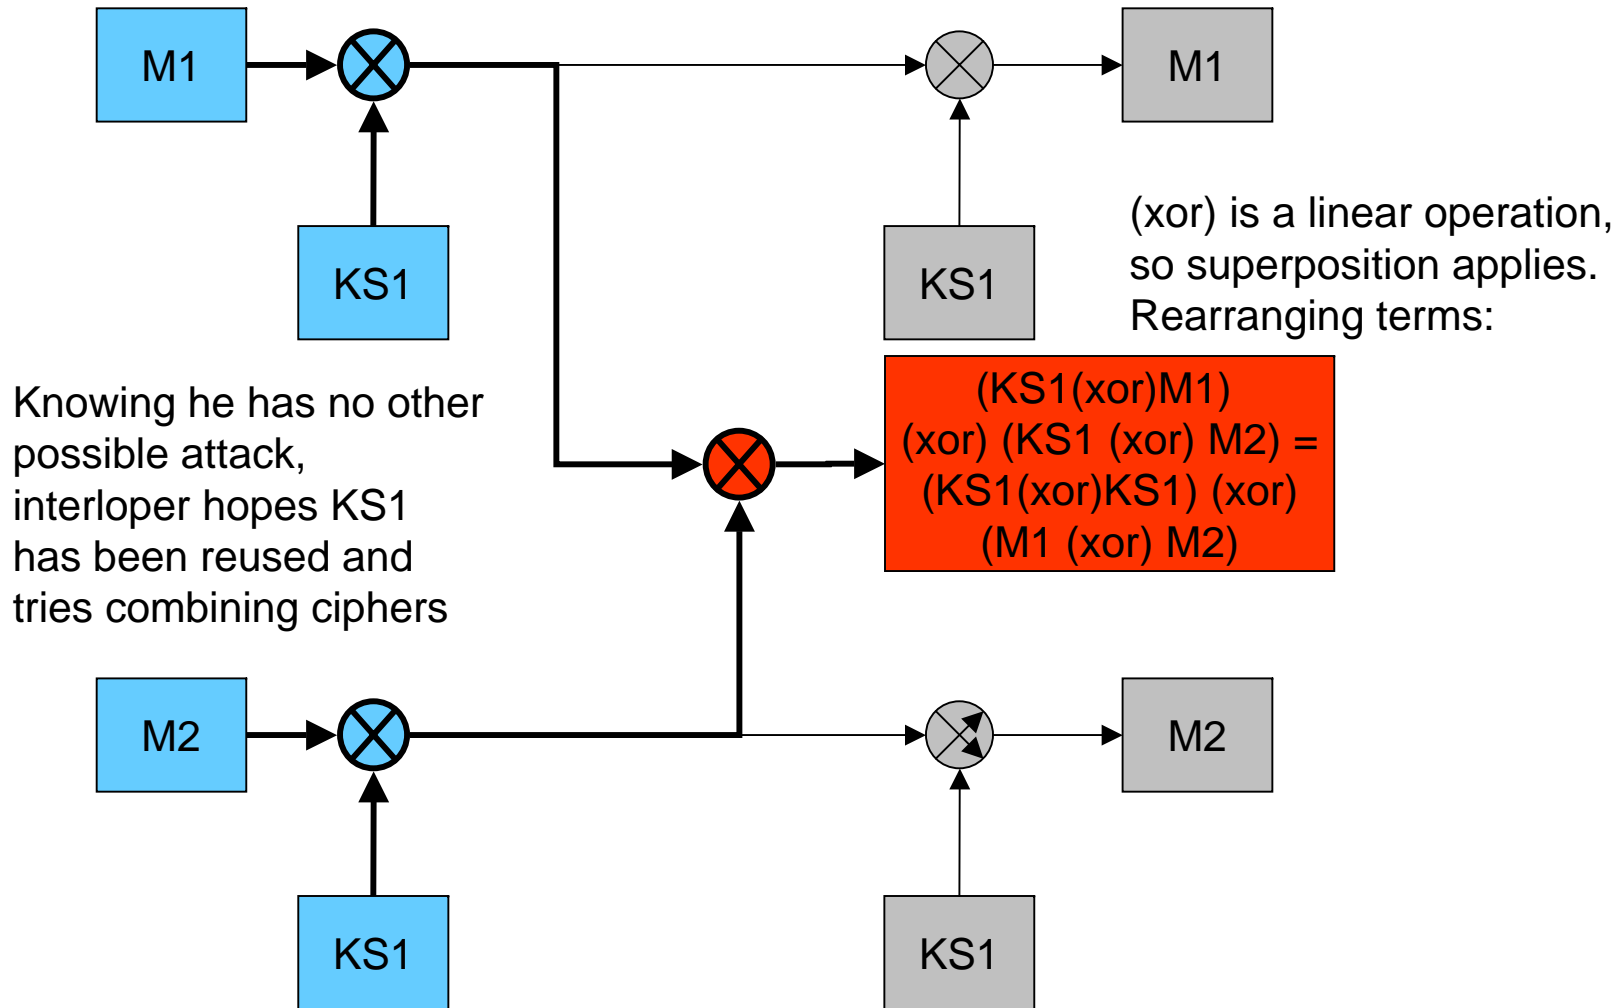 M1
M1
KS1
KS1
(xor) is a linear operation,
so superposition applies.
Rearranging terms:
Knowing he has no other
possible attack,
interloper hopes KS1
has been reused and
tries combining ciphers
(KS1(xor)M1)
(xor) (KS1 (xor) M2) =
(KS1(xor)KS1) (xor)
(M1 (xor) M2)
M2
M2
KS1
KS1